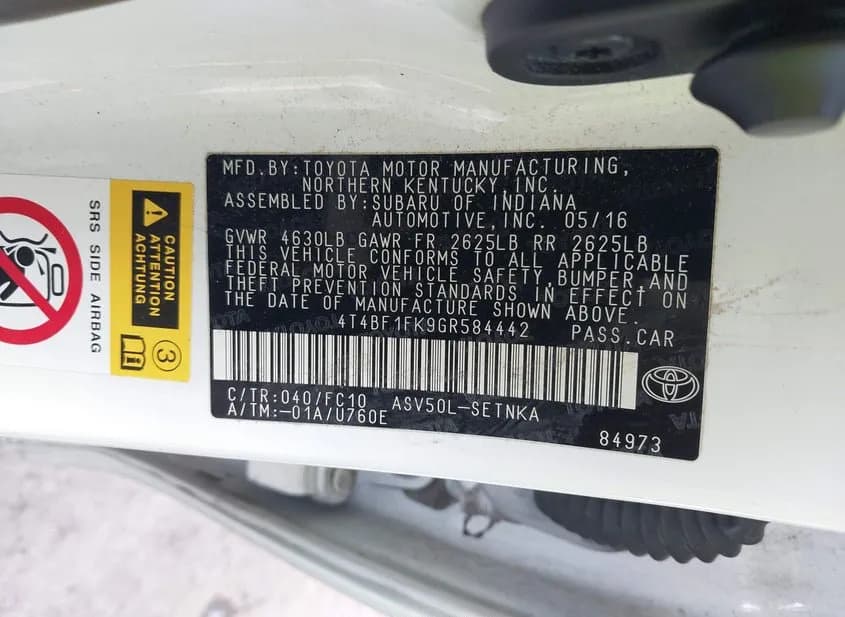 MFD.BY:TOYOTA MOTOR MANUFACTURING,
NORTHERN KENTUCKY,INC.
ASSEMBLED BY:SUBARU OF INDIANA
AUTOMOTIVE,INC. 05/16
GVWR 4630LB GAWR FR 2625LB RR 2625LB
THIS VEHICLE CONFORMS TO ALL APPLICABLE
FEDERAL MOTOR VEHICLE SAFETY,BUMPER,AND
THEFT PREVENTION STANDARDS IN EFFECT ON
THE DATE OF MANUFACTURE SHOWN ABOVE.
4T4BF1FK9GR584442 PASS.CAR
C/TR:040/FC10 ASV50L-SETNKA
A/TM:-01A/U760E
84973
SRS SIDE AIRBAG
CAUTION
ATTENTION
ACHTUNG
3